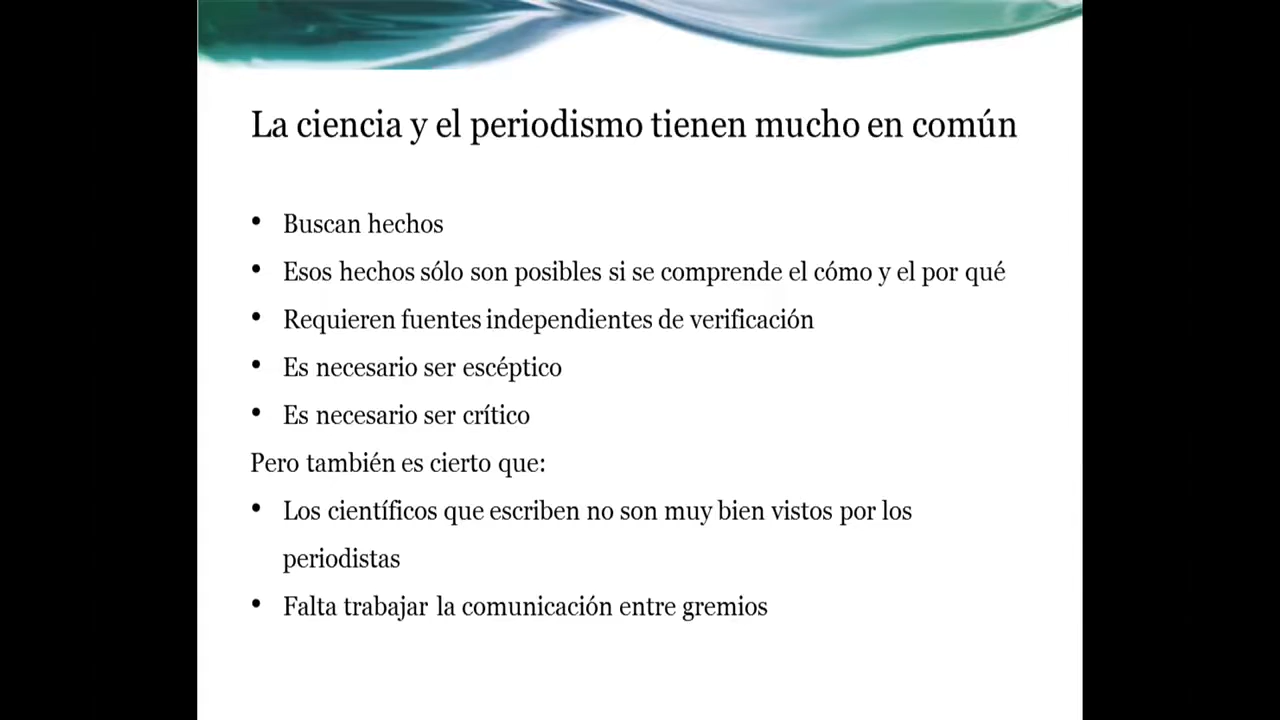 La ciencia y el periodismo tienen mucho en común
• Buscan hechos
• Esos hechos sólo son posibles si se comprende el cómo y el por qué
• Requieren fuentes independientes de verificación
• Es necesario ser escéptico
• Es necesario ser crítico
Pero también es cierto que:
• Los científicos que escriben no son muy bien vistos por los
periodistas
• Falta trabajar la comunicación entre gremios